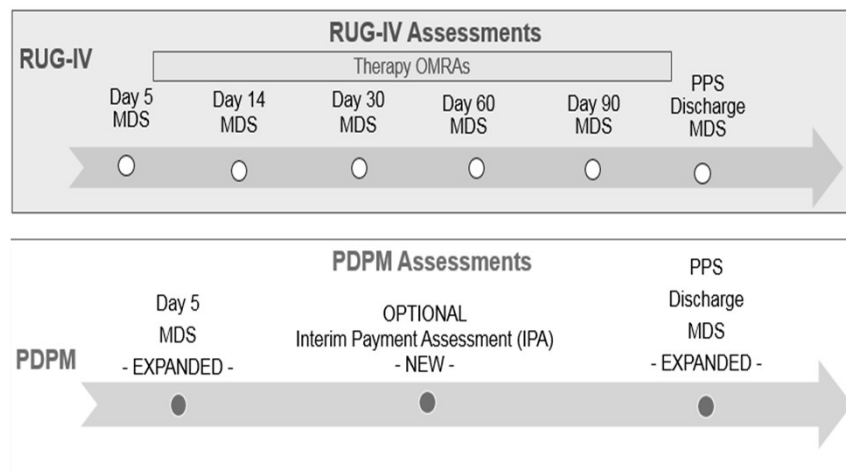 RUG-IV Assessments
RUG-IV
Therapy OMRAs
Day 5
MDS
Day 14
MDS
Day 30
MDS
Day 60
MDS
Day 90
MDS
PPS
Discharge
MDS
PDPM Assessments
PDPM
Day 5
MDS
- EXPANDED -
OPTIONAL
Interim Payment Assessment (IPA)
- NEW -
PPS
Discharge
MDS
- EXPANDED -